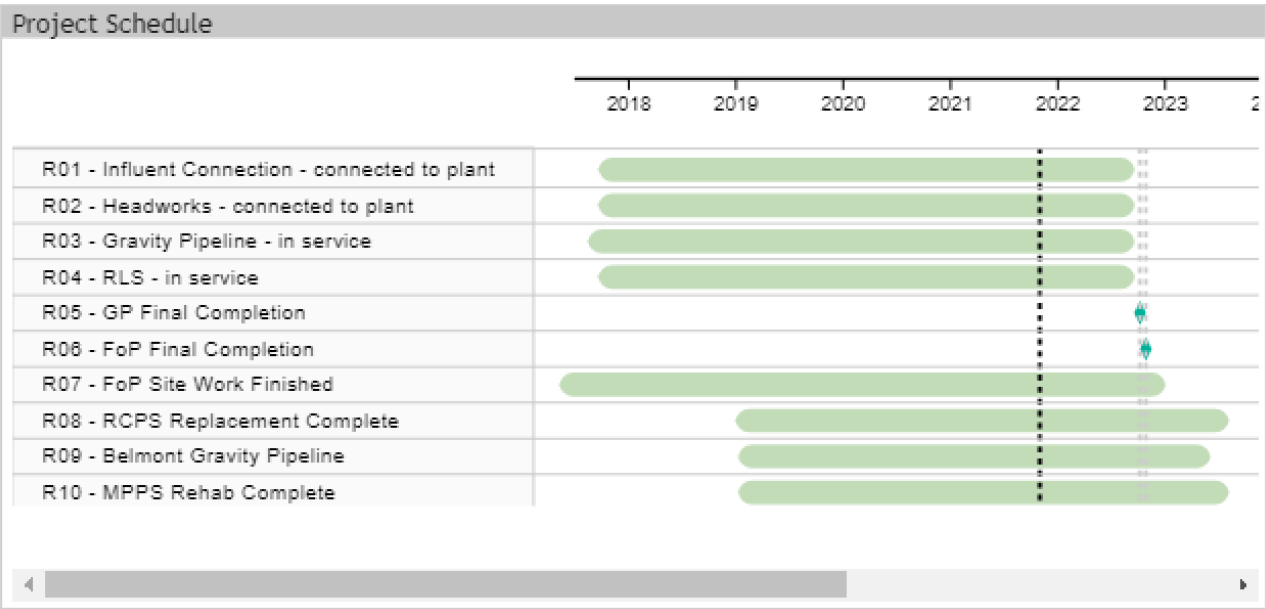 Project Schedule
2018 2019 2020 2021 2022 2023 2
R01 - Influent Connection - connected to plant
R02 - Headworks - connected to plant
R03 - Gravity Pipeline - in service
R04 - RLS - in service
R05 - GP Final Completion
R06 - FoP Final Completion
R07 - FoP Site Work Finished
R08 - RCPS Replacement Complete
R09 - Belmont Gravity Pipeline
R10 - MPPS Rehab Complete